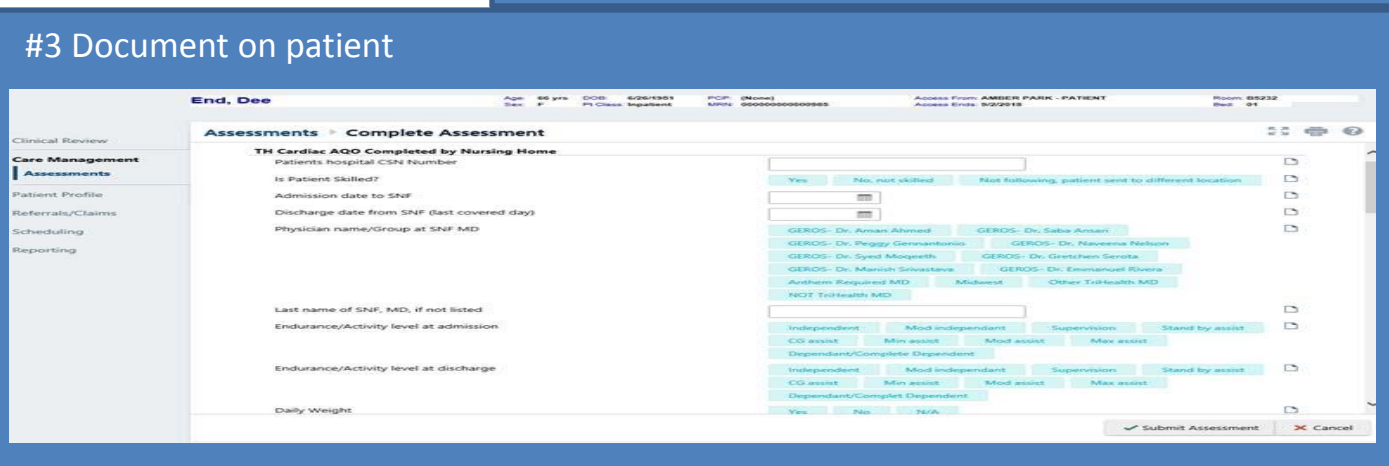 #3 Document on patient
End, Dee Age: 66 yrs DOB: 6/26/1951 PCP: (None) Access From: AMBER PARK - PATIENT Room: B5232
Sex: F Pt Class: Inpatient MRN: Access Ends: 9/2/2018 Bed: 01
Clinical Review
Care Management
Assessments
Patient Profile
Referrals/Claims
Scheduling
Reporting
Assessments Complete Assessment
TH Cardiac AQO Completed by Nursing Home
Patients hospital CSN Number
Is Patient Skilled? Yes No, not skilled Not following, patient sent to different location
Admission date to SNF
Discharge date from SNF (last covered day)
Physician name/Group at SNF MD GEROS- Dr. Aman Ahmed GEROS- Dr. Saba Ansari
GEROS- Dr. Peggy Gennantonio GEROS- Dr. Naveena Nelson
GEROS- Dr. Syed Moqeeth GEROS- Dr. Gretchen Serota
GEROS- Dr. Manish Srivastava GEROS- Dr. Emmanuel Rivera
Anthem Required MD Midwest Other TriHealth MD
NOT TriHealth MD
Last name of SNF, MD, if not listed
Endurance/Activity level at admission Independent Mod independant Supervision Stand by assist
CG assist Min assist Mod assist Max assist
Dependant/Complete Dependent
Endurance/Activity level at discharge Independent Mod independant Supervision Stand by assist
CG assist Min assist Mod assist Max assist
Dependant/Complet Dependent
Daily Weight Yes No N/A
Submit Assessment Cancel